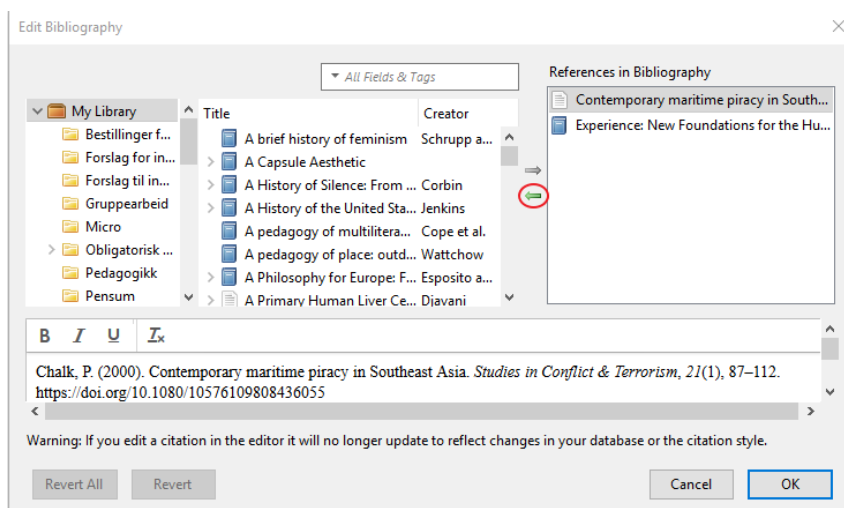 Edit Bibliography
All Fields & Tags
References in Bibliography
My Library
Bestillinger f...
Forslag for in...
Forslag til in...
Gruppearbeid
Micro
Obligatorisk ...
Pedagogikk
Pensum
Title Creator
A brief history of feminism Schrupp a...
A Capsule Aesthetic
A History of Silence: From ... Corbin
A History of the United Sta... Jenkins
A pedagogy of multilitera... Cope et al.
A pedagogy of place: outd... Wattchow
A Philosophy for Europe: F... Esposito a...
A Primary Human Liver Ce... Djavani
Contemporary maritime piracy in South...
Experience: New Foundations for the Hu...
B I U Tx
Chalk, P. (2000). Contemporary maritime piracy in Southeast Asia. Studies in Conflict & Terrorism, 21(1), 87–112.
https://doi.org/10.1080/10576109808436055
Warning: If you edit a citation in the editor it will no longer update to reflect changes in your database or the citation style.
Revert All Revert Cancel OK